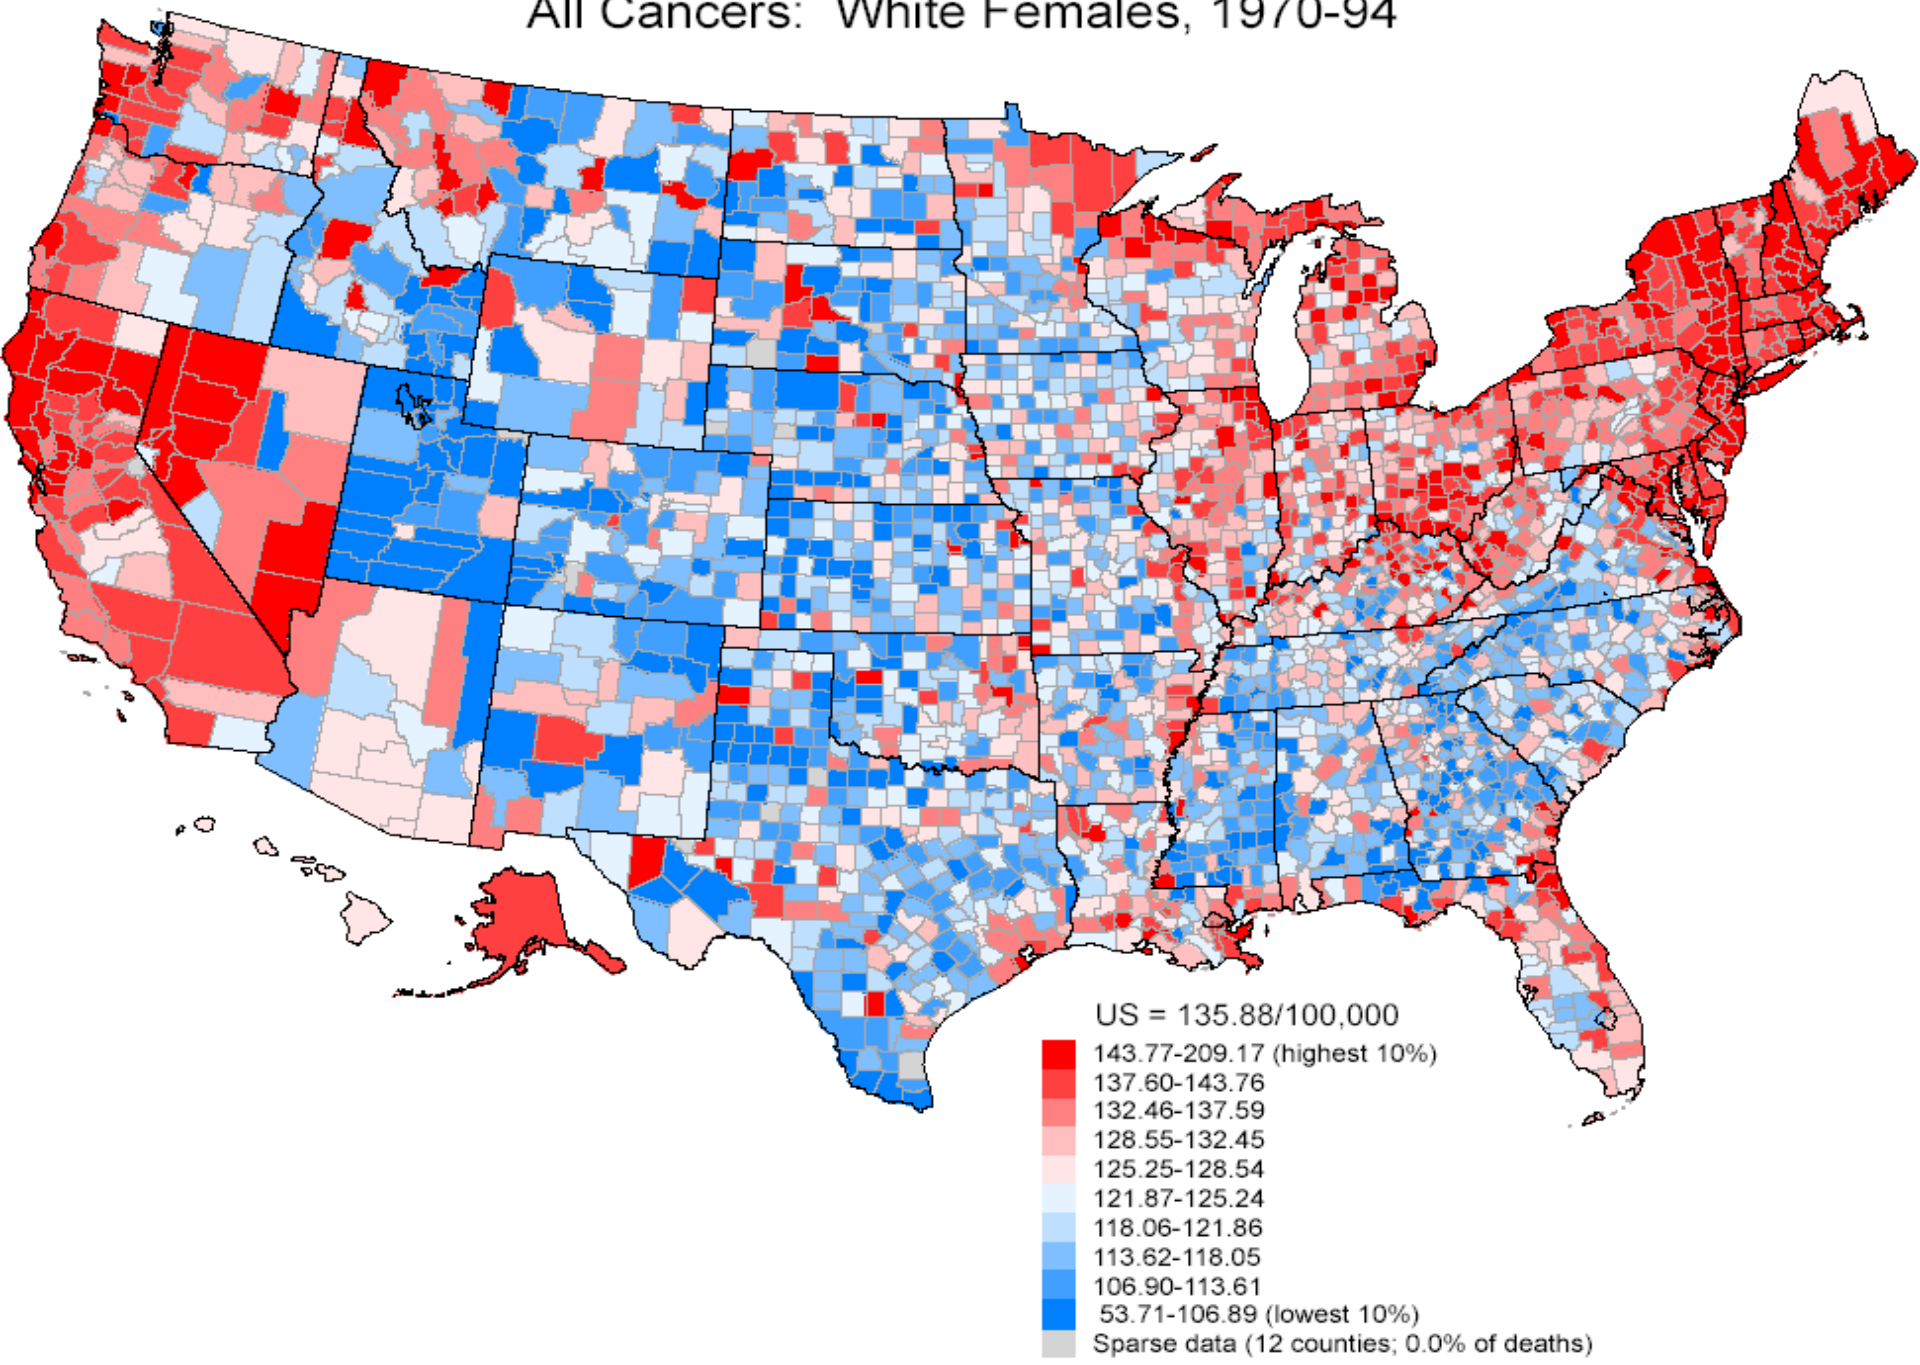 All Cancers: White Females, 1970-94
US = 135.88/100,000
143.77-209.17 (highest 10%)
137.60-143.76
132.46-137.59
128.55-132.45
125.25-128.54
121.87-125.24
118.06-121.86
113.62-118.05
106.90-113.61
53.71-106.89 (lowest 10%)
Sparse data (12 counties; 0.0% of deaths)